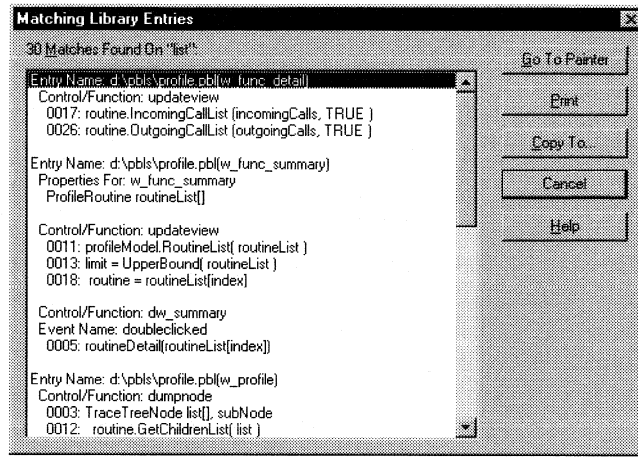 Matching Library Entries
30 Matches Found On "list":
Entry Name: d:\pbls\profile.pbl(w_func_detail)
Control/Function: updateview
0017: routine.IncomingCallList (incomingCalls, TRUE )
0026: routine.OutgoingCallList (outgoingCalls, TRUE )
Entry Name: d:\pbls\profile.pbl(w_func_summary)
Properties For: w_func_summary
ProfileRoutine routineList[]
Control/Function: updateview
0011: profileModel.RoutineList( routineList )
0013: limit = UpperBound( routineList )
0018: routine = routineList[index]
Control/Function: dw_summary
Event Name: doubleclicked
0005: routineDetail(routineList[index])
Entry Name: d:\pbls\profile.pbl(w_profile)
Control/Function: dumpnode
0003: TraceTreeNode list[], subNode
0012: routine.GetChildrenList( list )
Go To Painter
Print
Copy To...
Cancel
Help